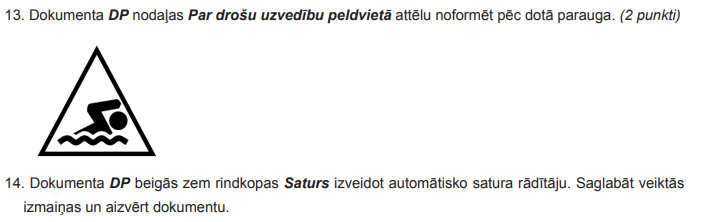 13. Dokumenta DP nodaļas Par drošu uzvedību peldvietā attēlu noformēt pēc dotā parauga. (2 punkti)
14. Dokumenta DP beigās zem rindkopas Saturs izveidot automātisko satura rādītāju. Saglabāt veiktās
izmaiņas un aizvērt dokumentu.